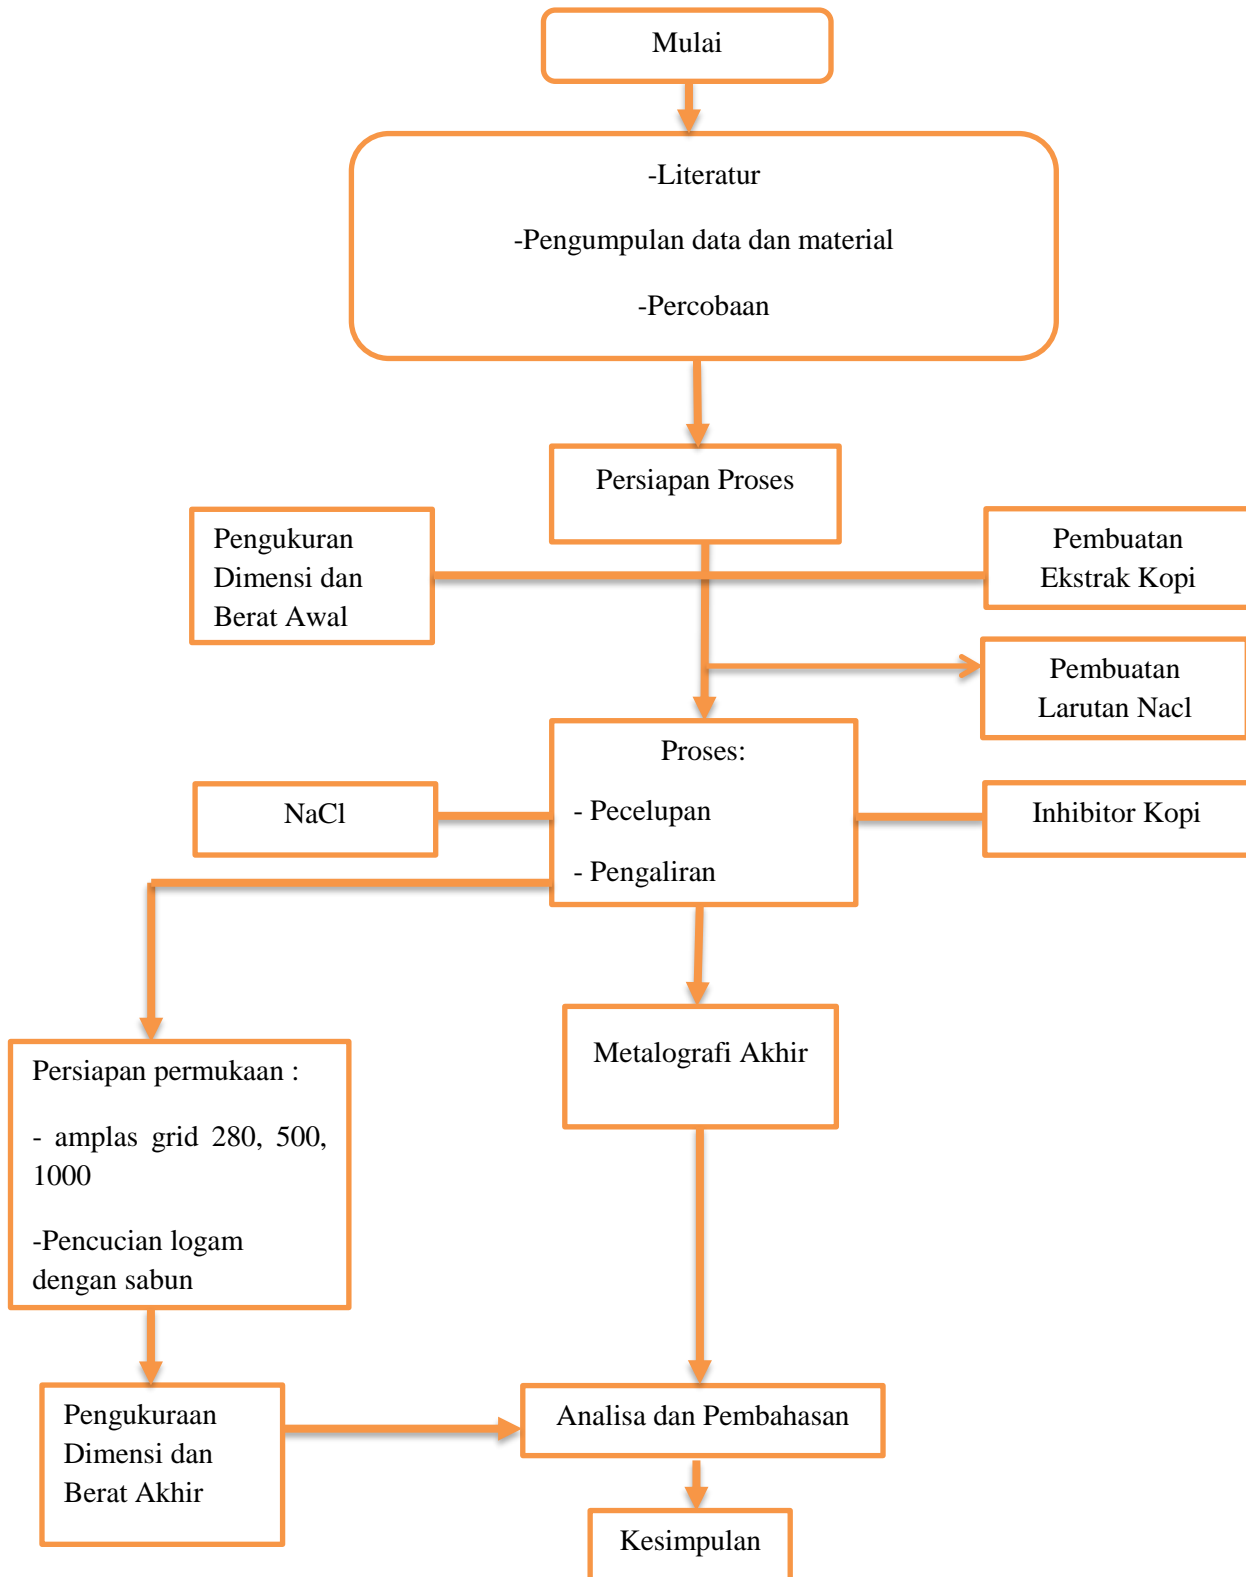 Mulai
-Literatur
-Pengumpulan data dan material
-Percobaan
Persiapan Proses
Pengukuran
Dimensi dan
Berat Awal
Pembuatan
Ekstrak Kopi
Pembuatan
Larutan Nacl
Proses:
- Pecelupan
- Pengaliran
NaCl
Inhibitor Kopi
Metalografi Akhir
Persiapan permukaan :
- amplas grid 280, 500,
1000
-Pencucian logam
dengan sabun
Pengukuraan
Dimensi dan
Berat Akhir
Analisa dan Pembahasan
Kesimpulan